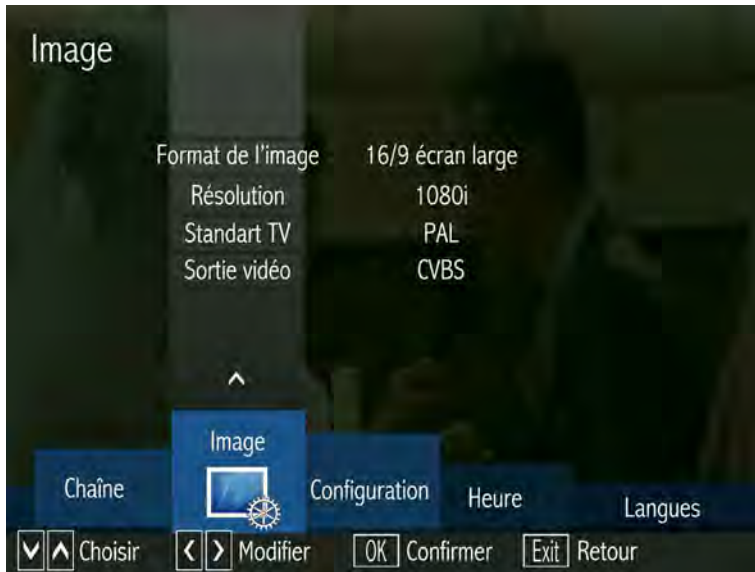 Image
Format de l'image 16/9 écran large
Résolution 1080i
Standart TV PAL
Sortie vidéo CVBS
Image
Chaîne Configuration Heure Langues
Choisir Modifier OK Confirmer Exit Retour